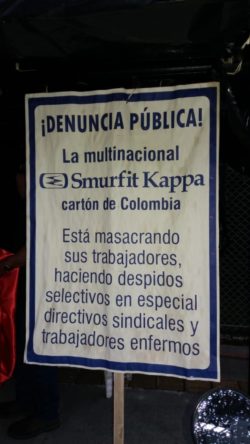 ¡DENUNCIA PÚBLICA!
La multinacional
Smurfit Kappa
cartón de Colombia
Está masacrando
sus trabajadores,
haciendo despidos
selectivos en especial
directivos sindicales y
trabajadores enfermos